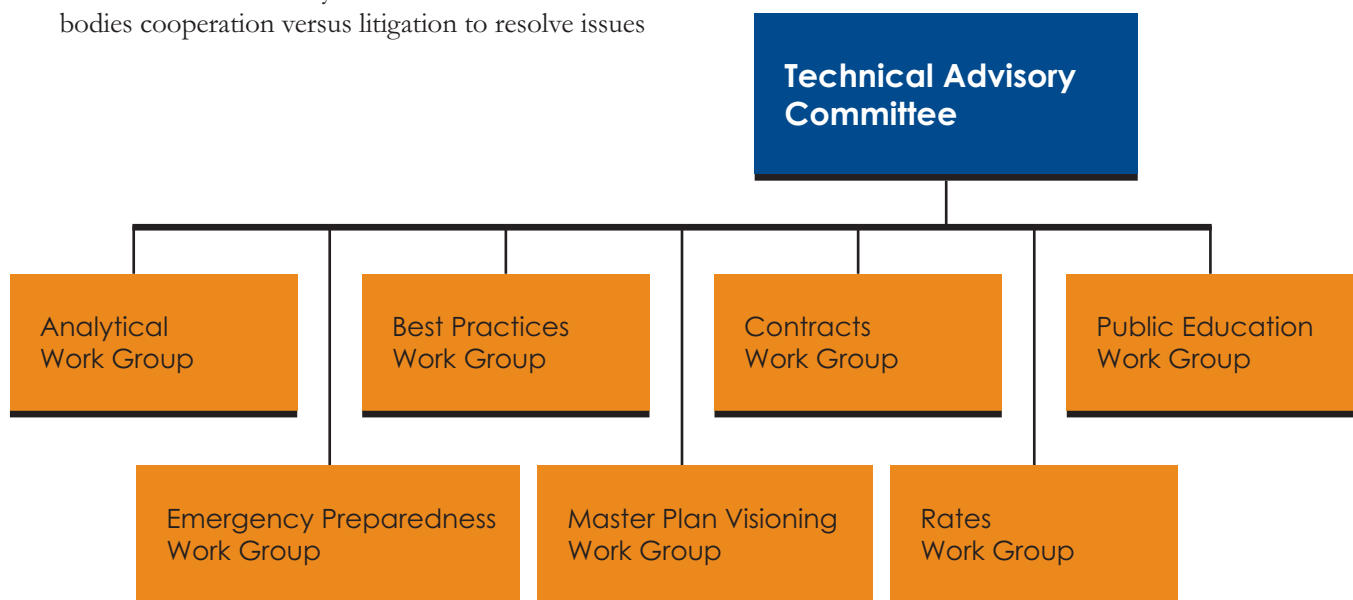 bodies cooperation versus litigation to resolve issues
Technical Advisory
Committee
Analytical
Work Group
Best Practices
Work Group
Contracts
Work Group
Public Education
Work Group
Emergency Preparedness
Work Group
Master Plan Visioning
Work Group
Rates
Work Group